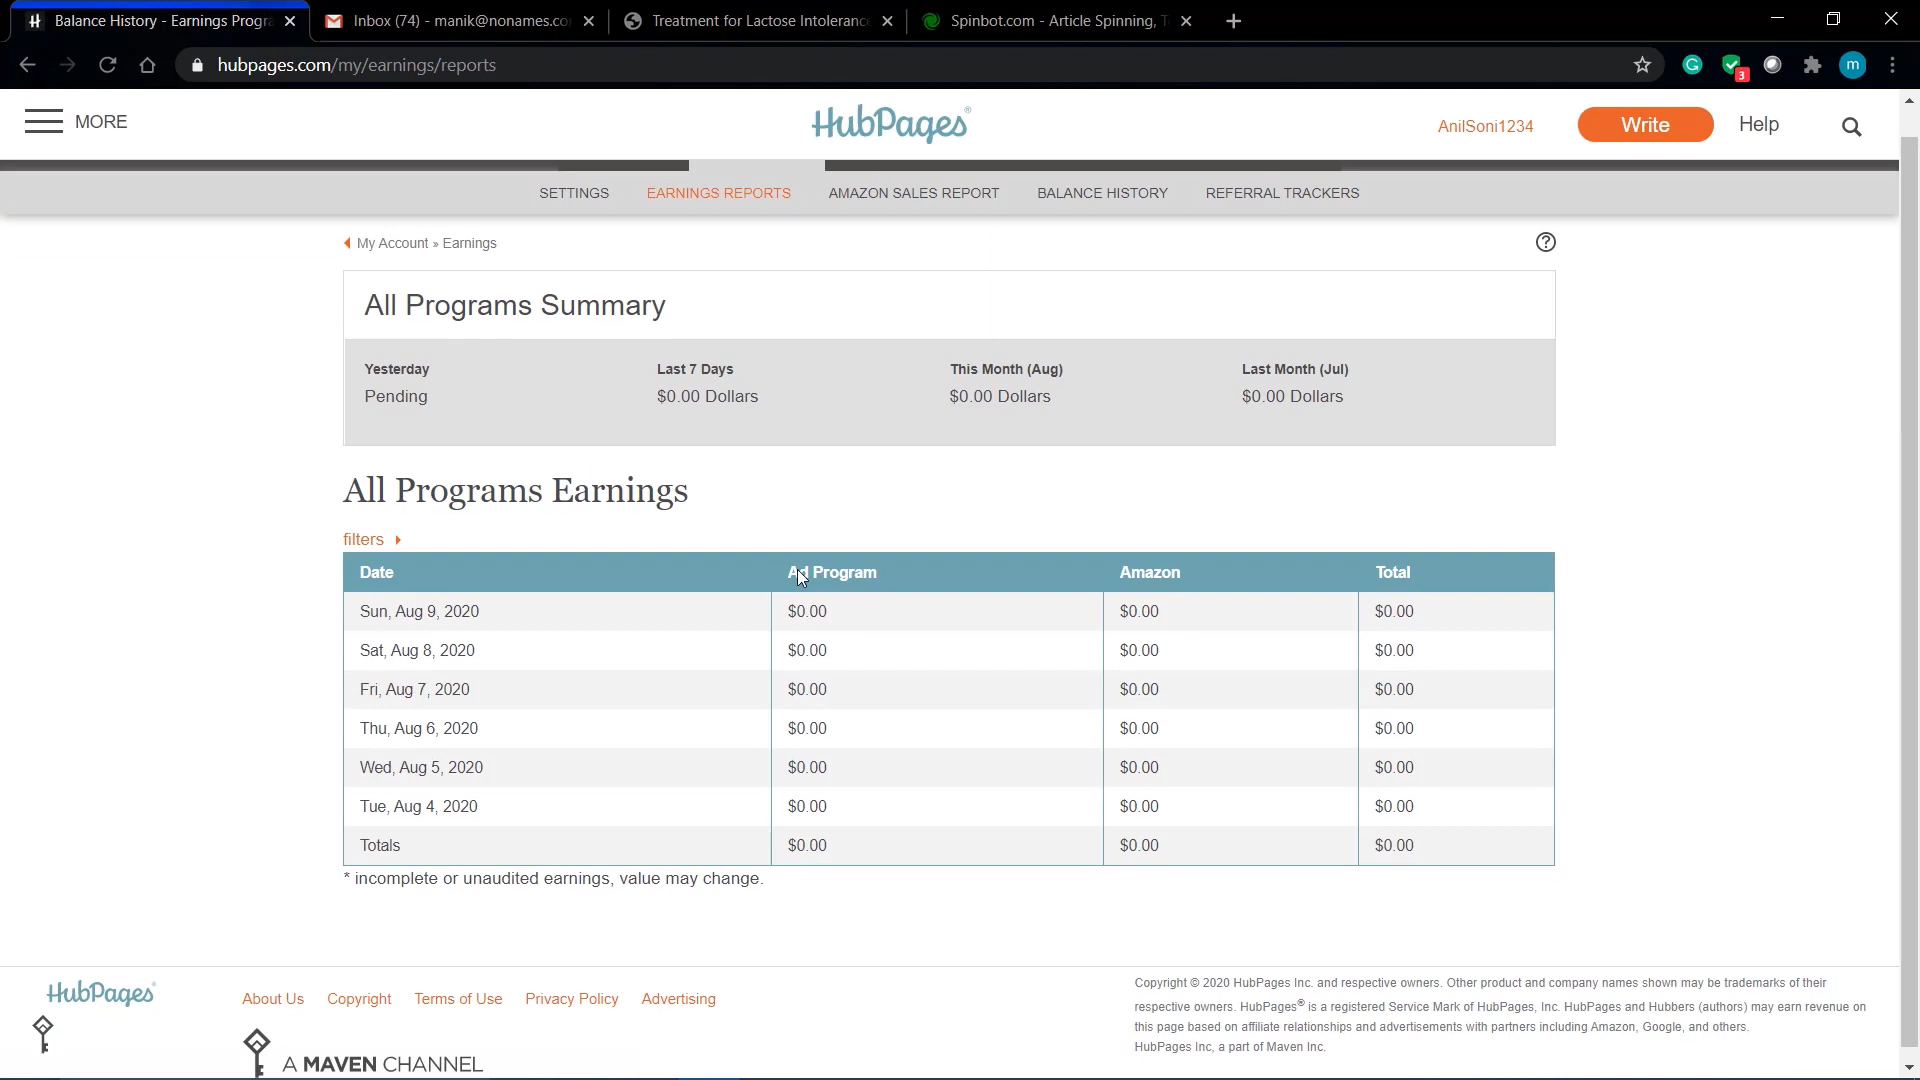 Balance History - Earnings Progra
Inbox (74) - manik@nonames.co
Treatment for Lactose Intolerance
Spinbot.com - Article Spinning, T
hubpages.com/my/earnings/reports
3
m
MORE
HubPages®
AnilSoni1234
Write
Help
SETTINGS
EARNINGS REPORTS
AMAZON SALES REPORT
BALANCE HISTORY
REFERRAL TRACKERS
My Account » Earnings
All Programs Summary
Yesterday
Last 7 Days
This Month (Aug)
Last Month (Jul)
Pending
$0.00 Dollars
$0.00 Dollars
$0.00 Dollars
All Programs Earnings
filters
Date Ad Program Amazon Total
Sun, Aug 9, 2020 $0.00 $0.00 $0.00
Sat, Aug 8, 2020 $0.00 $0.00 $0.00
Fri, Aug 7, 2020 $0.00 $0.00 $0.00
Thu, Aug 6, 2020 $0.00 $0.00 $0.00
Wed, Aug 5, 2020 $0.00 $0.00 $0.00
Tue, Aug 4, 2020 $0.00 $0.00 $0.00
Totals $0.00 $0.00 $0.00
* incomplete or unaudited earnings, value may change.
HubPages
About Us
Copyright
Terms of Use
Privacy Policy
Advertising
A MAVEN CHANNEL
Copyright © 2020 HubPages Inc. and respective owners. Other product and company names shown may be trademarks of their
respective owners. HubPages® is a registered Service Mark of HubPages, Inc. HubPages and Hubbers (authors) may earn revenue on
this page based on affiliate relationships and advertisements with partners including Amazon, Google, and others.
HubPages Inc, a part of Maven Inc.